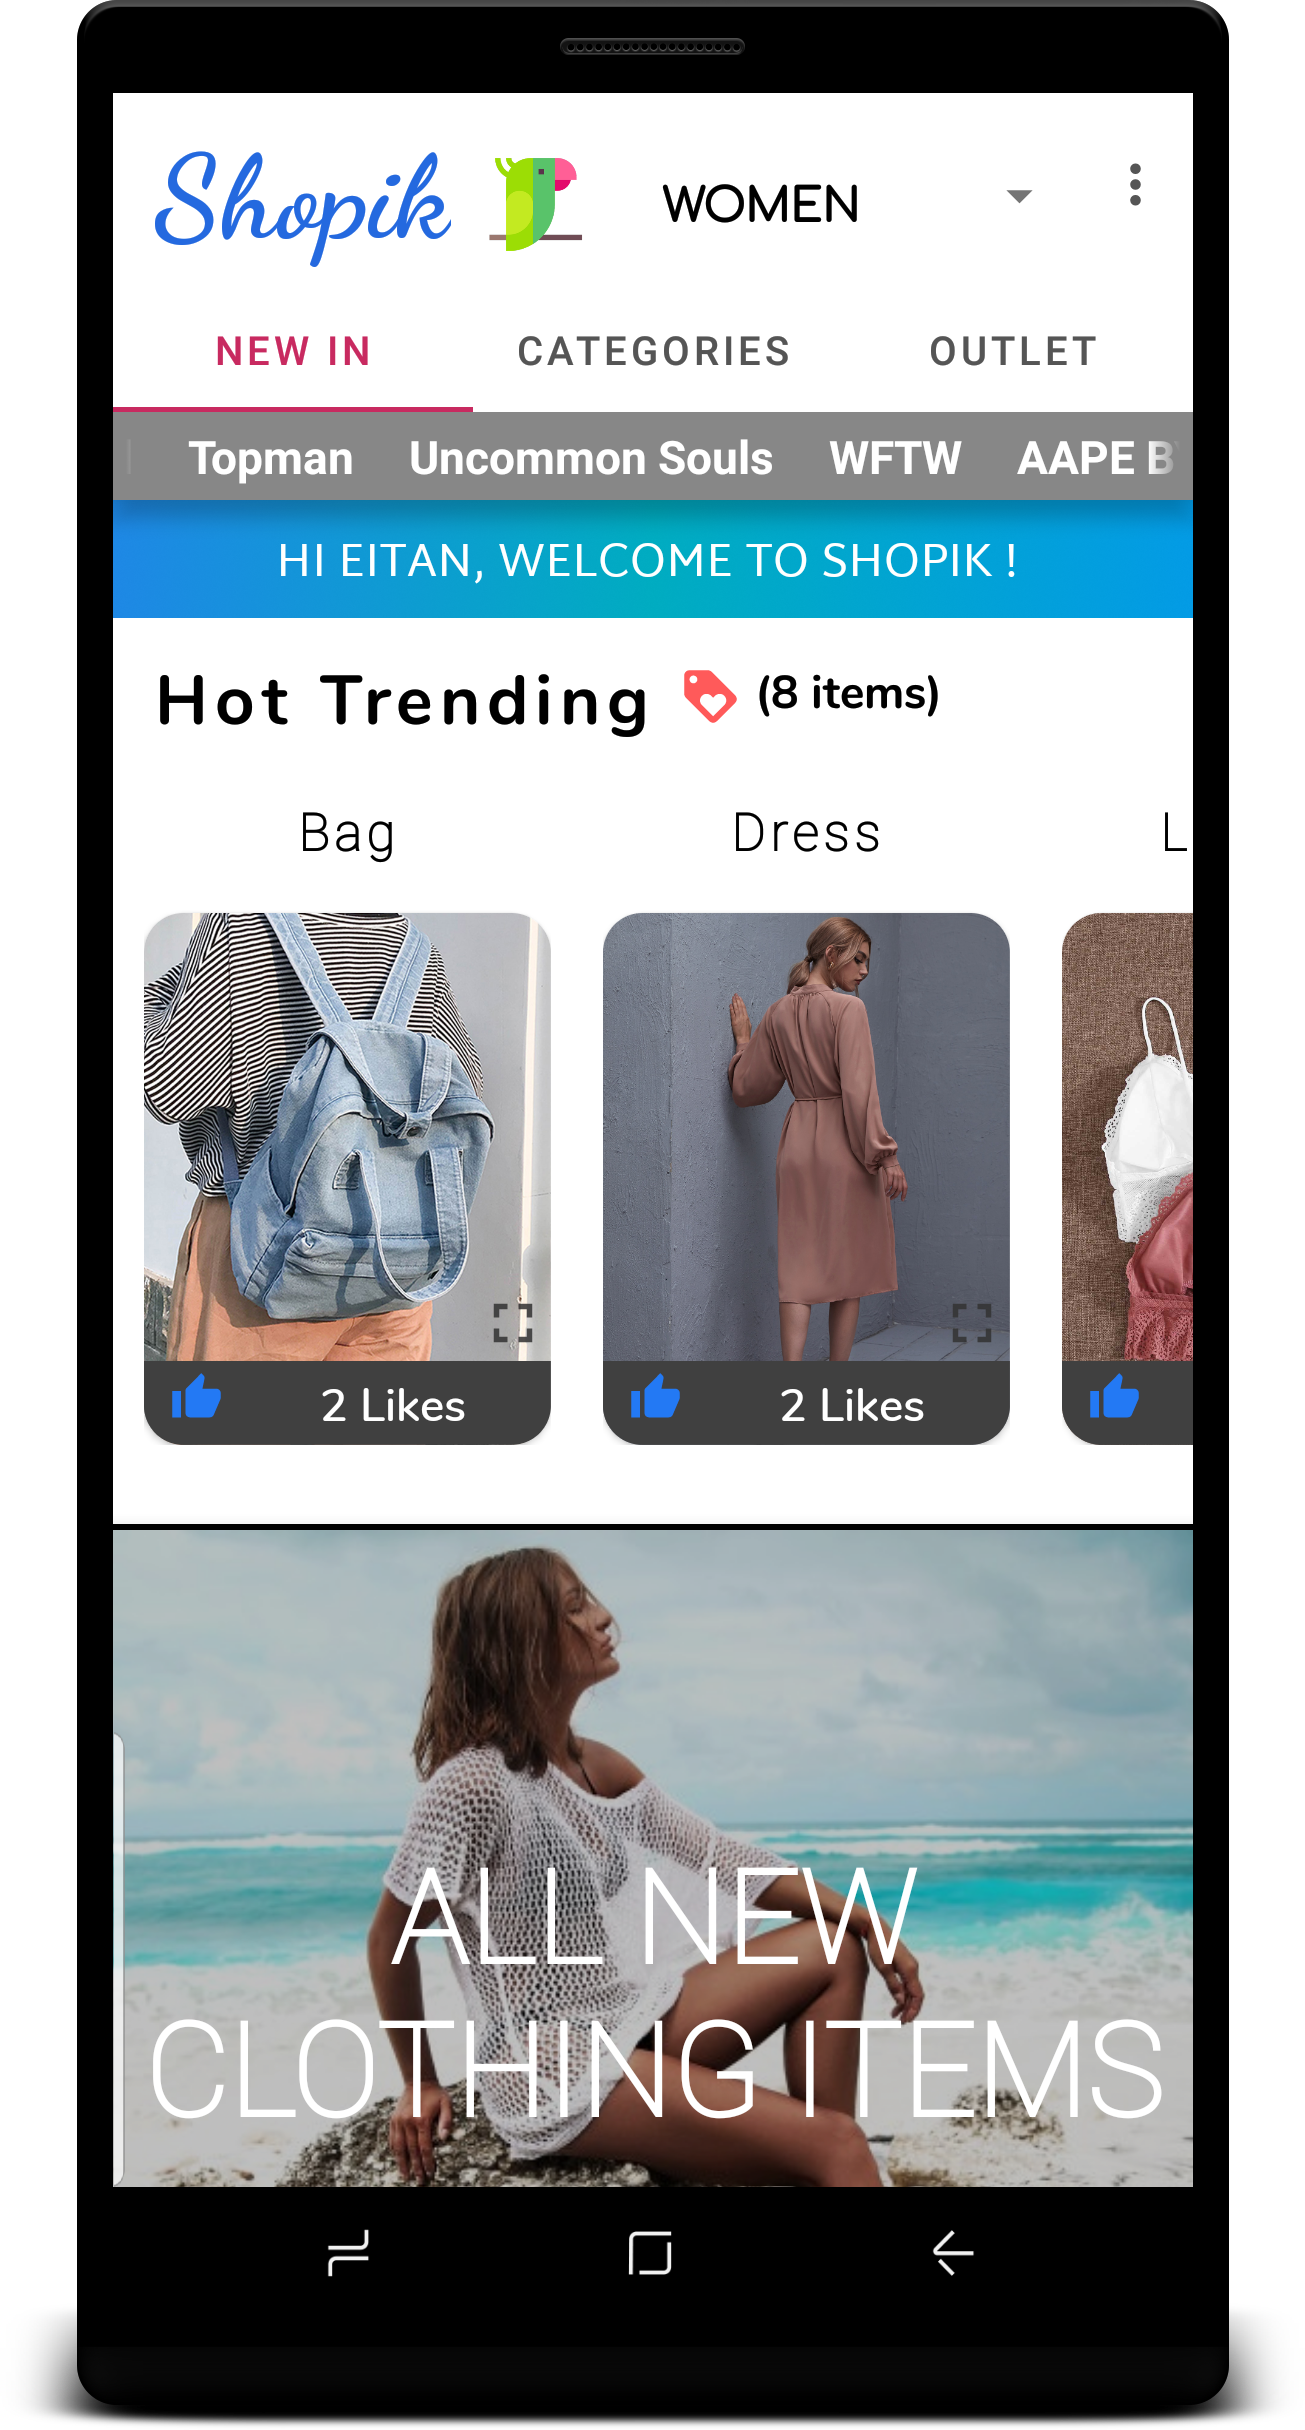 Shopik WOMEN
NEW IN CATEGORIES OUTLET
Topman Uncommon Souls WFTW AAPE B
HI EITAN, WELCOME TO SHOPIK !
Hot Trending (8 items)
Bag Dress L
2 Likes 2 Likes
ALL NEW
CLOTHING ITEMS